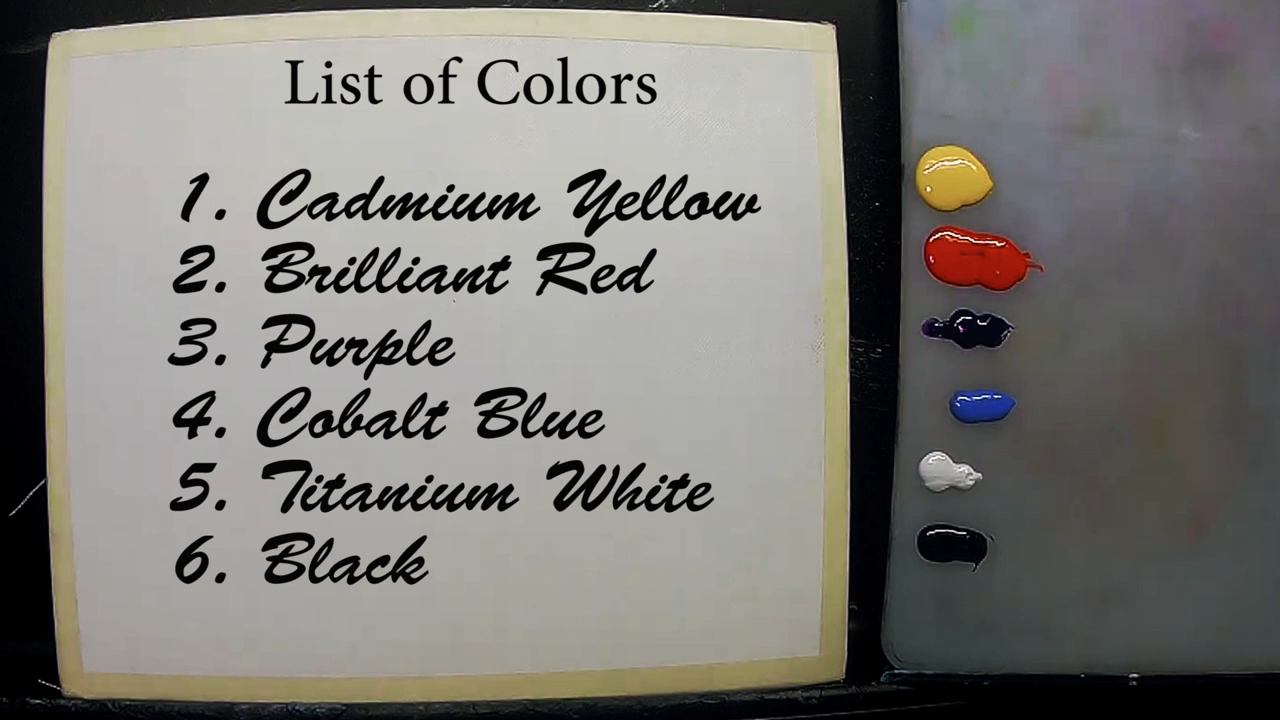 List of Colors
1. Cadmium Yellow
2. Brilliant Red
3. Purple
4. Cobalt Blue
5. Titanium White
6. Black